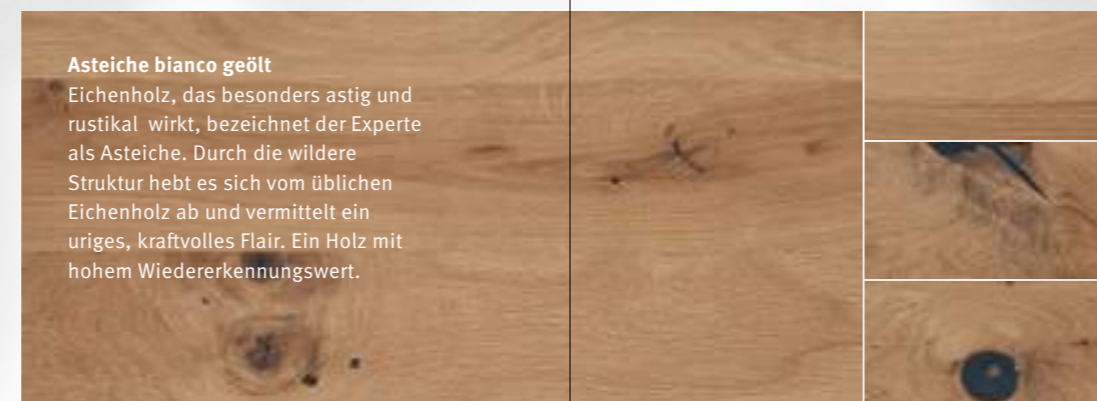 Asteiche bianco geölt
Eichenholz, das besonders astig und
rustikal  wirkt, bezeichnet der Experte
als Asteiche. Durch die wildere
Struktur hebt es sich vom üblichen
Eichenholz ab und vermittelt ein
uriges, kraftvolles Flair. Ein Holz mit
hohem Wiedererkennungswert.